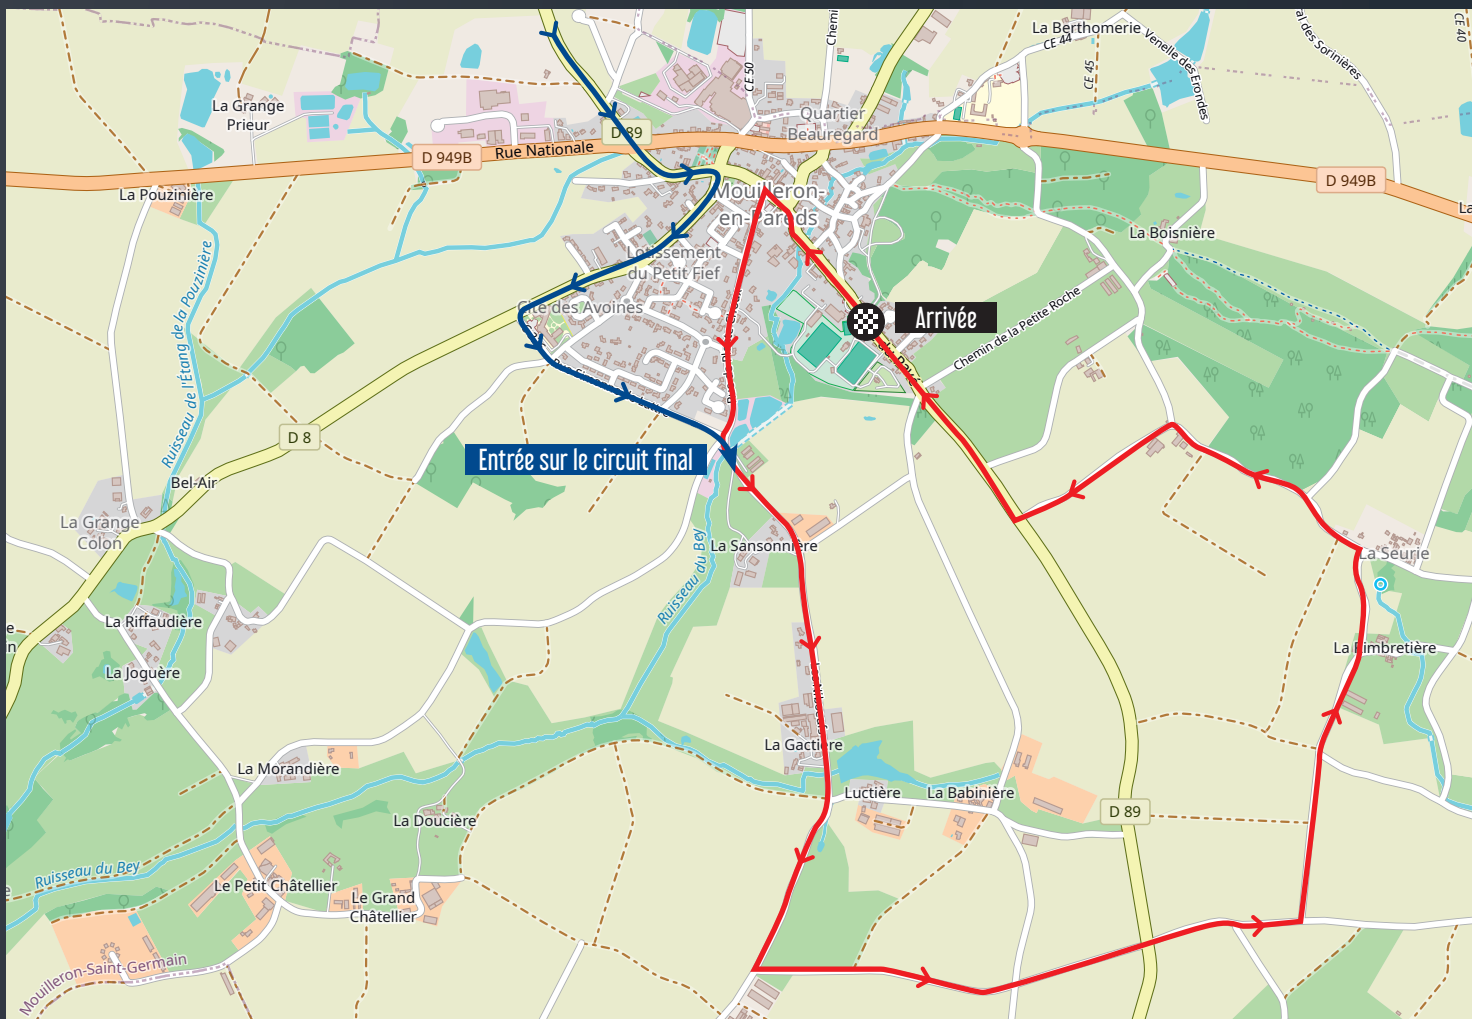 La Berthomerie
CE 44
CE 40
CE 50
CE 45
Venelle des Erondes
La Grange
Prieur
Quartier
Beauregard
D 89
Rue Nationale
D 949B
D 949B
La Pouzinière
Mouilleron-
en-Pareds
La Boisnière
Lotissement
du Petit Fief
Ruisseau de l'Étang de la Pouzinière
Cité des Avoines
Arrivée
Chemin de la Petite Roche
D 8
Entrée sur le circuit final
Bel-Air
La Grange
Colon
La Sansonnière
La Seurie
Ruisseau du Bey
La Riffaudière
La Rimbretière
La Joguère
La Gactière
La Morandière
Luctière
La Babinière
D 89
La Doucière
Ruisseau du Bey
Le Petit Châtellier
Le Grand
Châtellier
Mouilleron-Saint-Germain